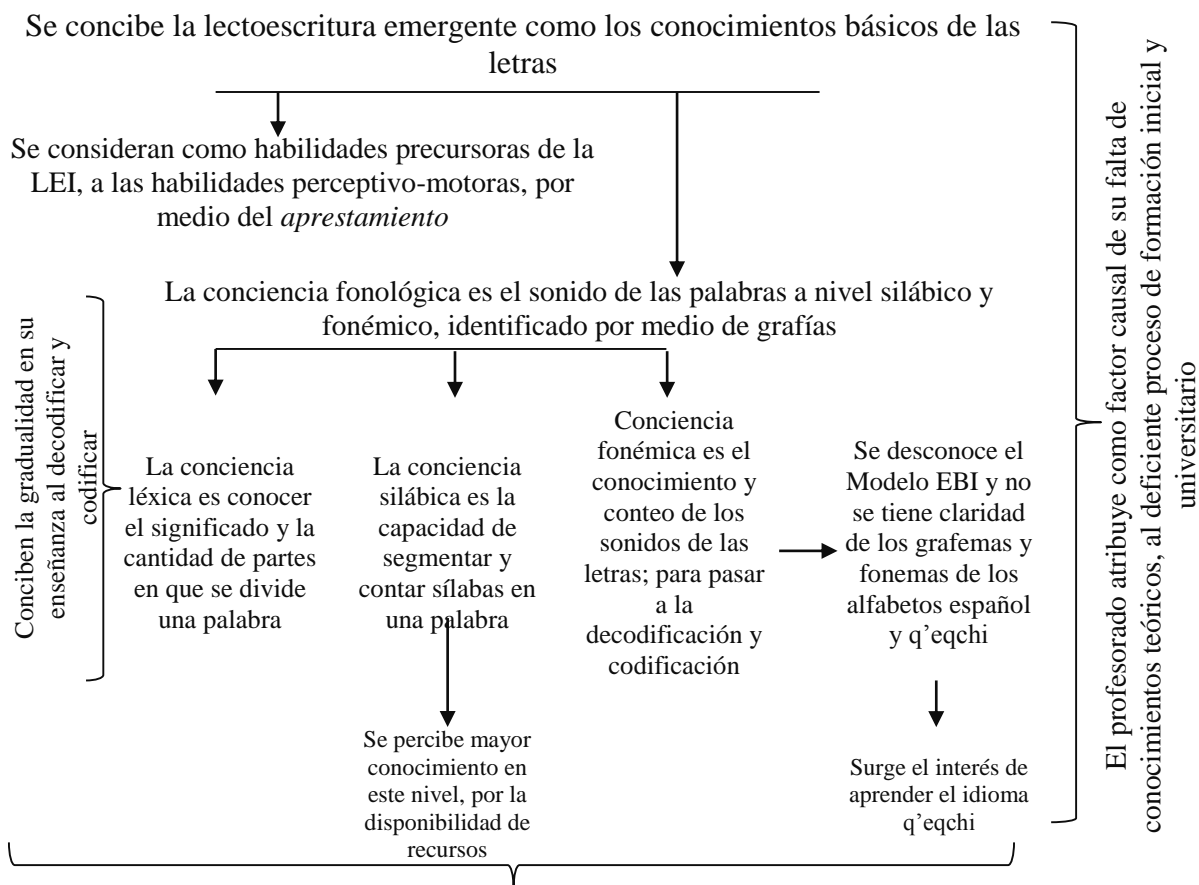 Se concibe la lectoescritura emergente como los conocimientos básicos de las
letras
Se consideran como habilidades precursoras de la
LEI, a las habilidades perceptivo-motoras, por
medio del aprestamiento
La conciencia fonológica es el sonido de las palabras a nivel silábico y
fonémico, identificado por medio de grafías
Conciben la gradualidad en su
enseñanza al decodificar y
codificar
La conciencia
léxica es conocer
el significado y la
cantidad de partes
en que se divide
una palabra
La conciencia
silábica es la
capacidad de
segmentar y
contar sílabas en
una palabra
Conciencia
fonémica es el
conocimiento y
conteo de los
sonidos de las
letras; para pasar
a la
decodificación y
codificación
Se desconoce el
Modelo EBI y no
se tiene claridad
de los grafemas y
fonemas de los
alfabetos español
y q’eqchi
Se percibe mayor
conocimiento en
este nivel, por la
disponibilidad de
recursos
Surge el interés de
aprender el idioma
q’eqchi
El profesorado atribuye como factor causal de su falta de
conocimientos teóricos, al deficiente proceso de formación inicial y
universitario